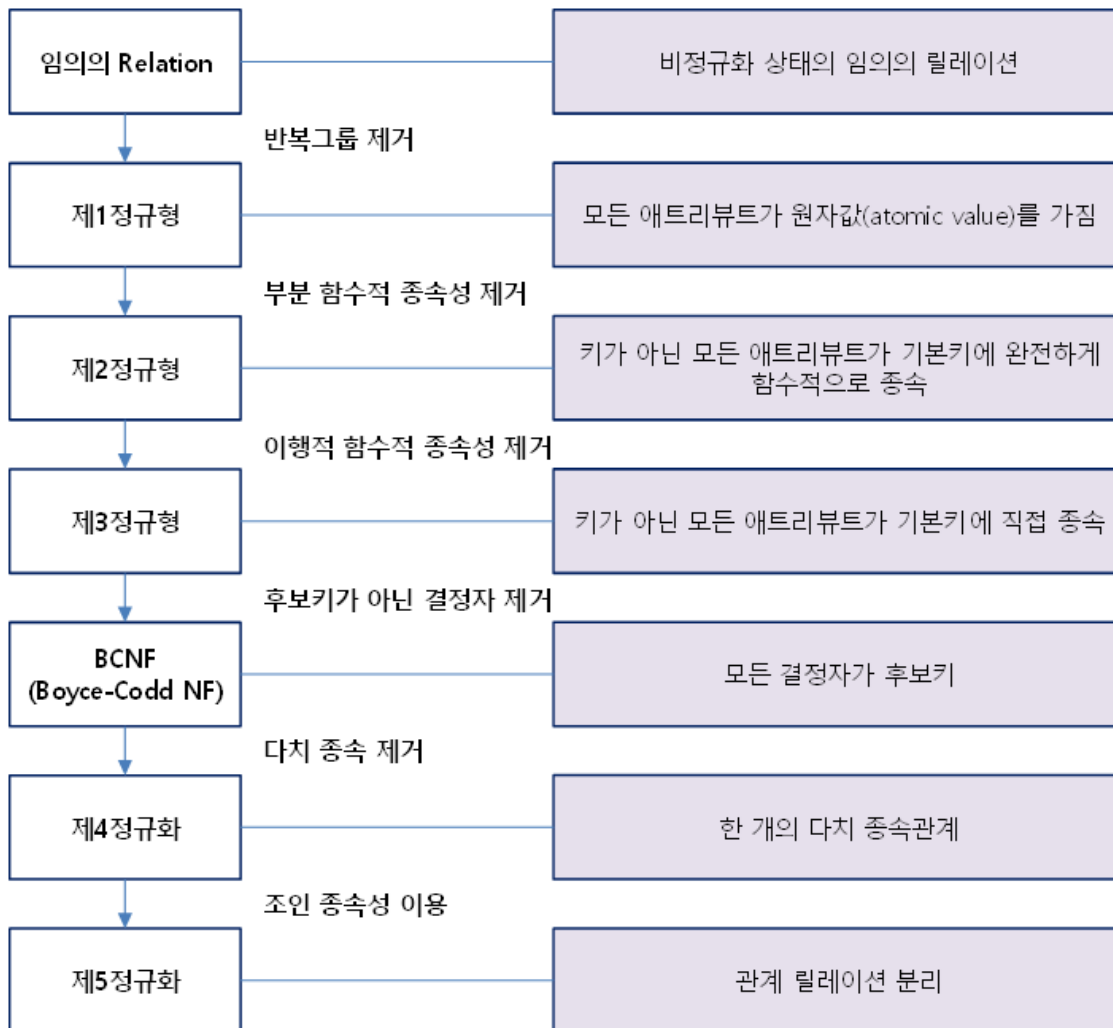 임의의 Relation
비정규화 상태의 임의의 릴레이션
반복그룹 제거
제1정규형
모든 애트리뷰트가 원자값(atomic value)를 가짐
부분 함수적 종속성 제거
제2정규형
키가 아닌 모든 애트리뷰트가 기본키에 완전하게
함수적으로 종속
이행적 함수적 종속성 제거
제3정규형
키가 아닌 모든 애트리뷰트가 기본키에 직접 종속
후보키가 아닌 결정자 제거
BCNF
(Boyce-Codd NF)
모든 결정자가 후보키
다치 종속 제거
제4정규화
한 개의 다치 종속관계
조인 종속성 이용
제5정규화
관계 릴레이션 분리